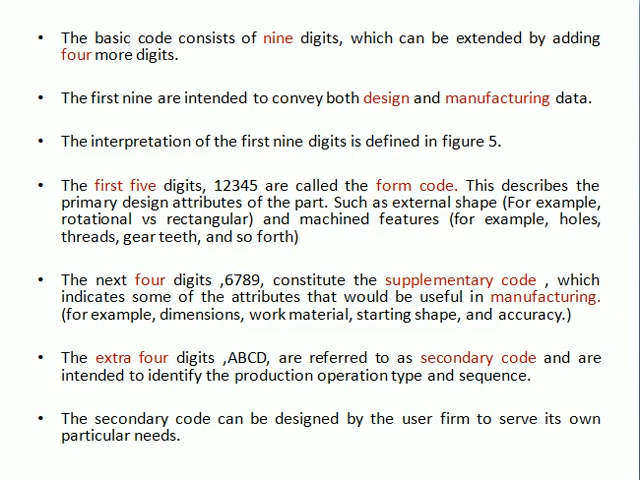 • The basic code consists of nine digits, which can be extended by adding
four more digits.
• The first nine are intended to convey both design and manufacturing data.
• The interpretation of the first nine digits is defined in figure 5.
• The first five digits, 12345 are called the form code. This describes the
primary design attributes of the part. Such as external shape (For example,
rotational vs rectangular) and machined features (for example, holes,
threads, gear teeth, and so forth)
• The next four digits ,6789, constitute the supplementary code , which
indicates some of the attributes that would be useful in manufacturing.
(for example, dimensions, work material, starting shape, and accuracy.)
• The extra four digits ,ABCD, are referred to as secondary code and are
intended to identify the production operation type and sequence.
• The secondary code can be designed by the user firm to serve its own
particular needs.